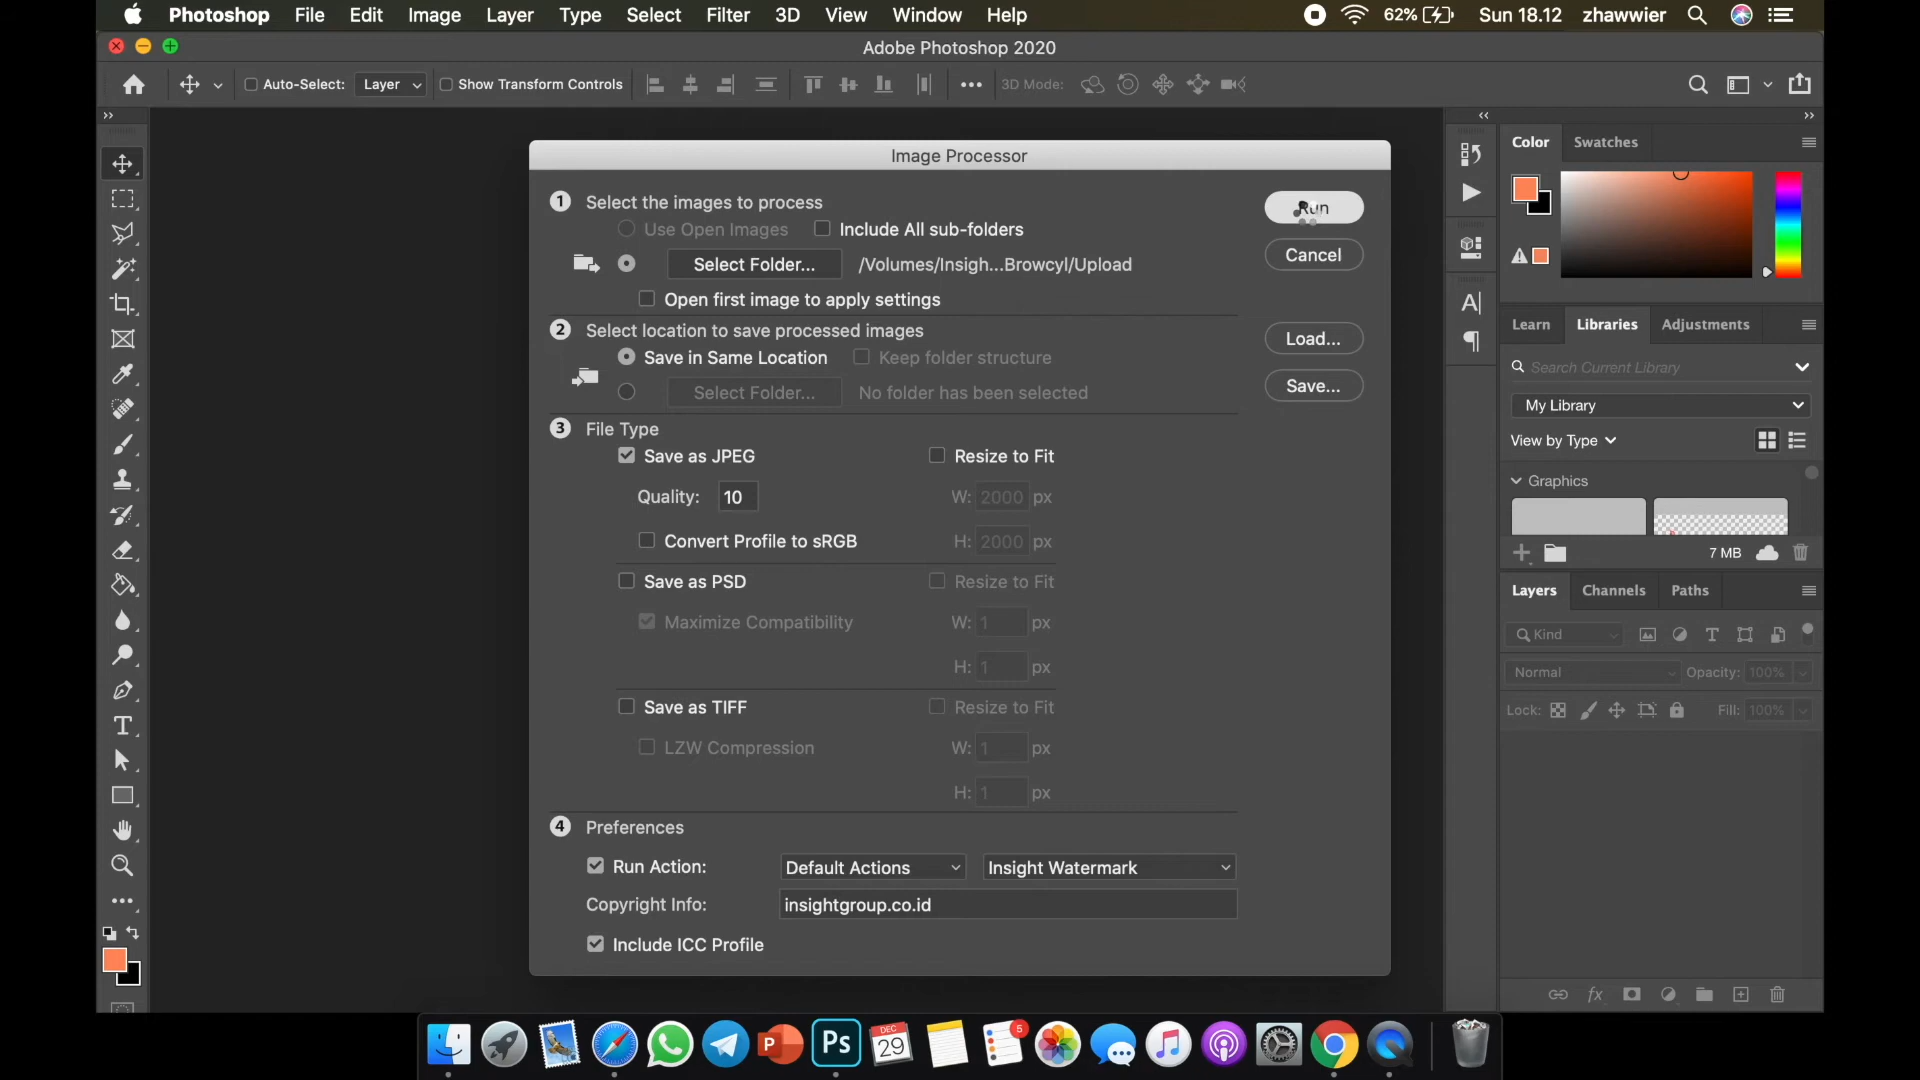 Photoshop File Edit Image Layer Type Select Filter 3D View Window Help 62% Sun 18.12 zhawwier
Adobe Photoshop 2020
Auto-Select: Layer Show Transform Controls 3D Mode:
Image Processor
1 Select the images to process
Use Open Images Include All sub-folders
Select Folder... /Volumes/Insigh...Browcyl/Upload
Open first image to apply settings
Run
Cancel
2 Select location to save processed images
Save in Same Location Keep folder structure
Select Folder... No folder has been selected
Load...
Save...
3 File Type
Save as JPEG Resize to Fit
Quality: 10 W: 2000 px
Convert Profile to sRGB H: 2000 px
Save as PSD Resize to Fit
Maximize Compatibility W: 1 px
H: 1 px
Save as TIFF Resize to Fit
LZW Compression W: 1 px
H: 1 px
4 Preferences
Run Action: Default Actions Insight Watermark
Copyright Info: insightgroup.co.id
Include ICC Profile
Color Swatches
Learn Libraries Adjustments
Search Current Library
My Library
View by Type
Graphics
7 MB
Layers Channels Paths
Kind
Normal Opacity: 100%
Lock: Fill: 100%
fx
P Ps DEC 29 5